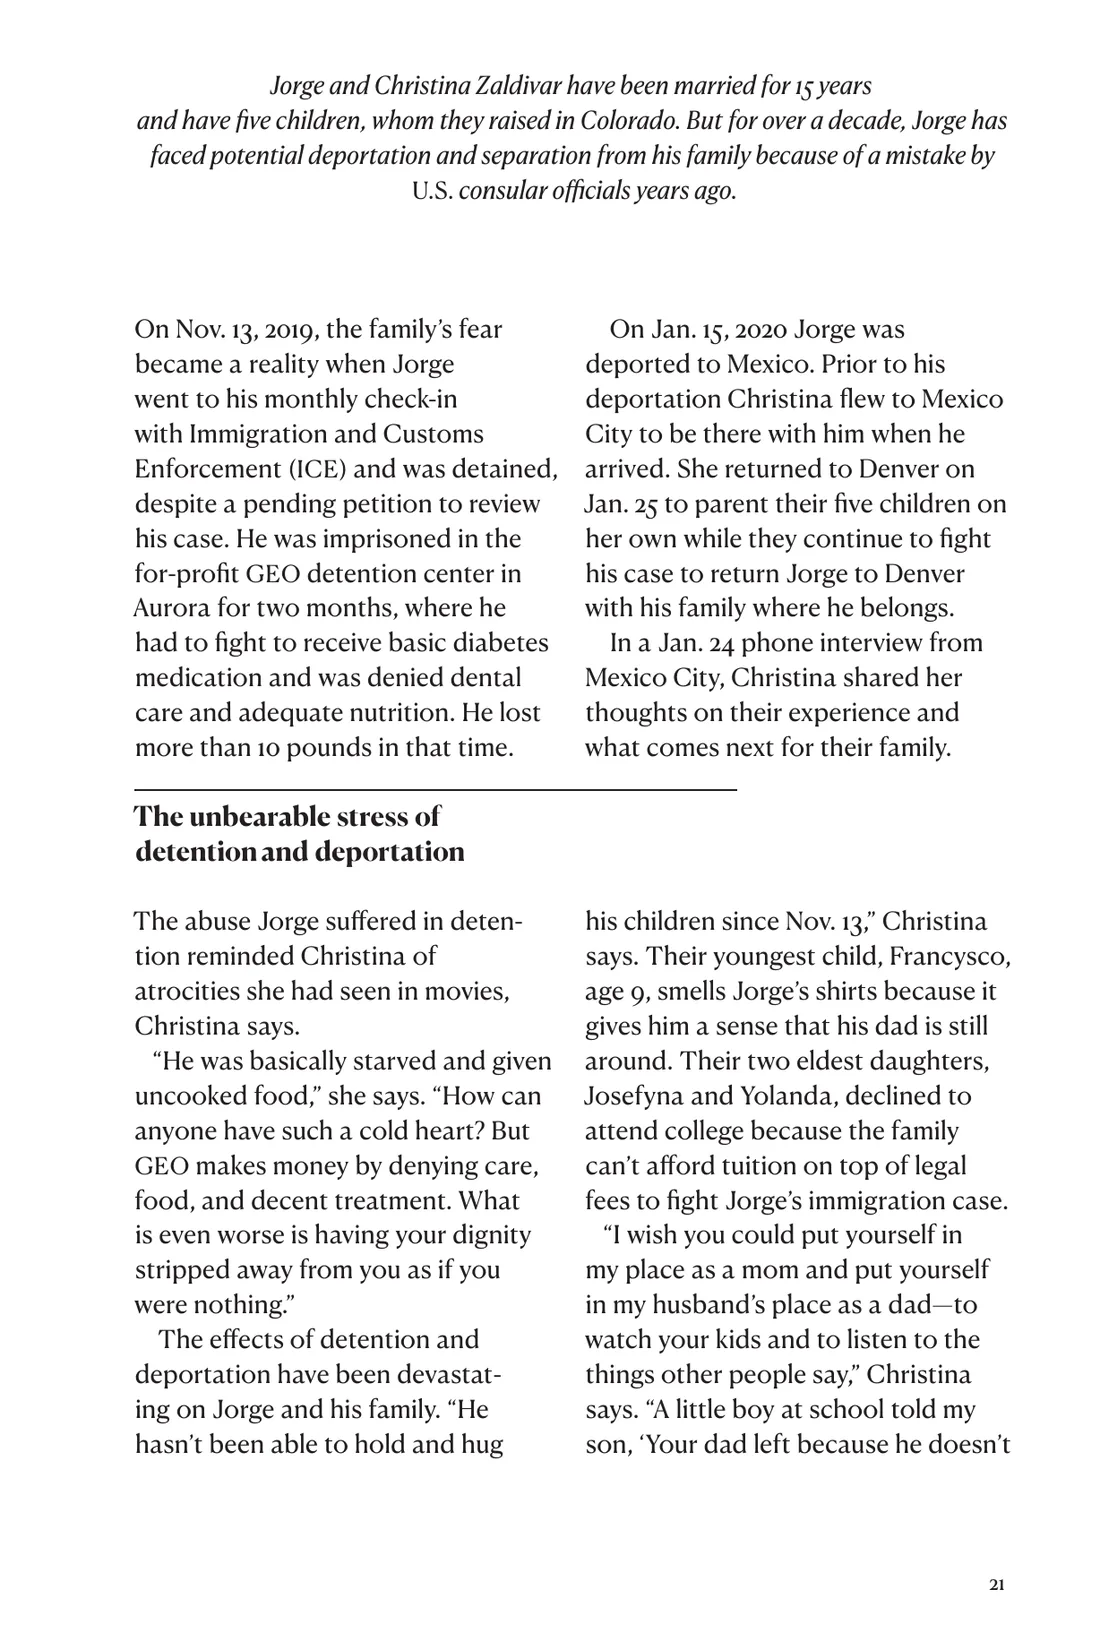 Jorge and Christina Zaldivar have been married for 15 years
and have five children, whom they raised in Colorado. But for over a decade, Jorge has
faced potential deportation and separation from his family because of a mistake by
U.S. consular officials years ago.
On Nov. 13, 2019, the family’s fear
became a reality when Jorge
went to his monthly check-in
with Immigration and Customs
Enforcement (ICE) and was detained,
despite a pending petition to review
his case. He was imprisoned in the
for-profit GEO detention center in
Aurora for two months, where he
had to fight to receive basic diabetes
medication and was denied dental
care and adequate nutrition. He lost
more than 10 pounds in that time.
On Jan. 15, 2020 Jorge was
deported to Mexico. Prior to his
deportation Christina flew to Mexico
City to be there with him when he
arrived. She returned to Denver on
Jan. 25 to parent their five children on
her own while they continue to fight
his case to return Jorge to Denver
with his family where he belongs.
In a Jan. 24 phone interview from
Mexico City, Christina shared her
thoughts on their experience and
what comes next for their family.
The unbearable stress of
detention and deportation
The abuse Jorge suffered in deten-
tion reminded Christina of
atrocities she had seen in movies,
Christina says.
“He was basically starved and given
uncooked food,” she says. “How can
anyone have such a cold heart? But
GEO makes money by denying care,
food, and decent treatment. What
is even worse is having your dignity
stripped away from you as if you
were nothing.”
The effects of detention and
deportation have been devastat-
ing on Jorge and his family. “He
hasn’t been able to hold and hug
his children since Nov. 13,” Christina
says. Their youngest child, Francysco,
age 9, smells Jorge’s shirts because it
gives him a sense that his dad is still
around. Their two eldest daughters,
Josefyna and Yolanda, declined to
attend college because the family
can’t afford tuition on top of legal
fees to fight Jorge’s immigration case.
“I wish you could put yourself in
my place as a mom and put yourself
in my husband’s place as a dad—to
watch your kids and to listen to the
things other people say,” Christina
says. “A little boy at school told my
son, ‘Your dad left because he doesn’t
21